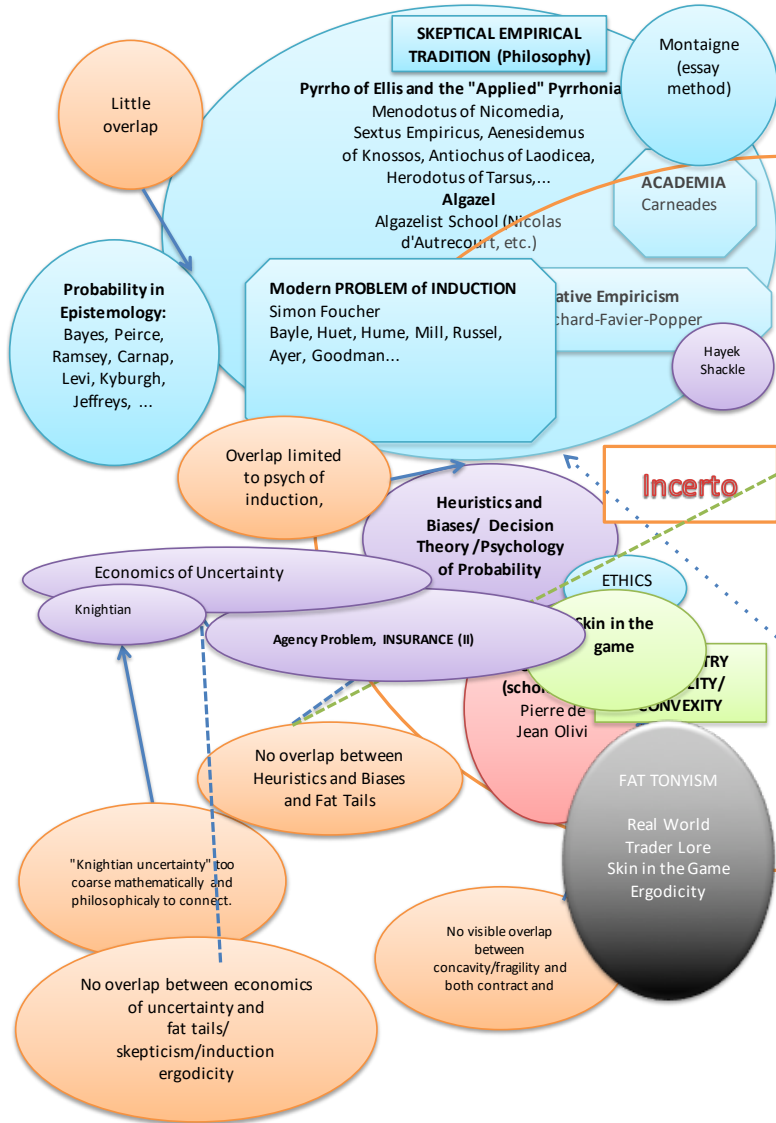 SKEPTICAL EMPIRICAL
TRADITION (Philosophy)
Montaigne
(essay
method)
Little
overlap
Pyrrho of Ellis and the "Applied" Pyrrhonia
Menodotus of Nicomedia,
Sextus Empiricus, Aenesidemus
of Knossos, Antiochus of Laodicea,
Herodotus of Tarsus,...
Algazel
Algazelist School (Nicolas
d'Autrecourt, etc.)
ACADEMIA
Carneades
Probability in
Epistemology:
Bayes, Peirce,
Ramsey, Carnap,
Levi, Kyburgh,
Jeffreys, ...
Modern PROBLEM of INDUCTION
Simon Foucher
Bayle, Huet, Hume, Mill, Russel,
Ayer, Goodman...
ative Empiricism
chard-Favier-Popper
Hayek
Shackle
Overlap limited
to psych of
induction,
Incerto
Heuristics and
Biases/ Decision
Theory /Psychology
of Probability
Economics of Uncertainty
Knightian
ETHICS
Agency Problem, INSURANCE (II)
Skin in the
game
TRY
LITY/
CONVEXITY
(schol
Pierre de
Jean Olivi
No overlap between
Heuristics and Biases
and Fat Tails
FAT TONYISM
Real World
Trader Lore
Skin in the Game
Ergodicity
"Knightian uncertainty" too
coarse mathematically and
philosophicaly to connect.
No visible overlap
between
concavity/fragility and
both contract and
No overlap between economics
of uncertainty and
fat tails/
skepticism/induction
ergodicity